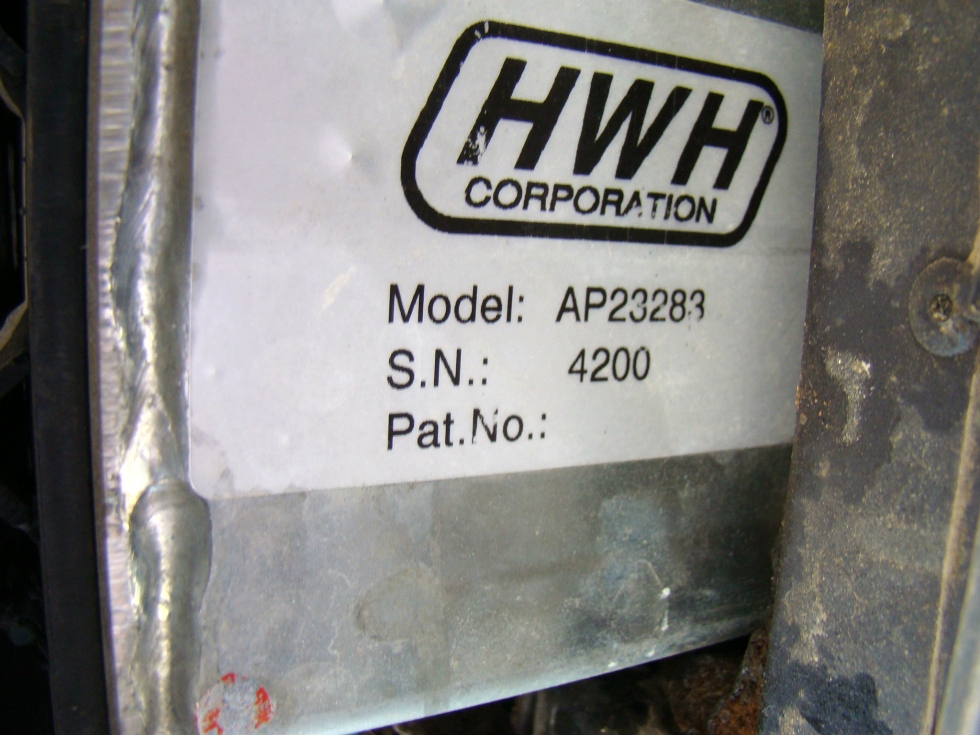 HWH®
CORPORATION
Model: AP23283
S.N.: 4200
Pat.No.: